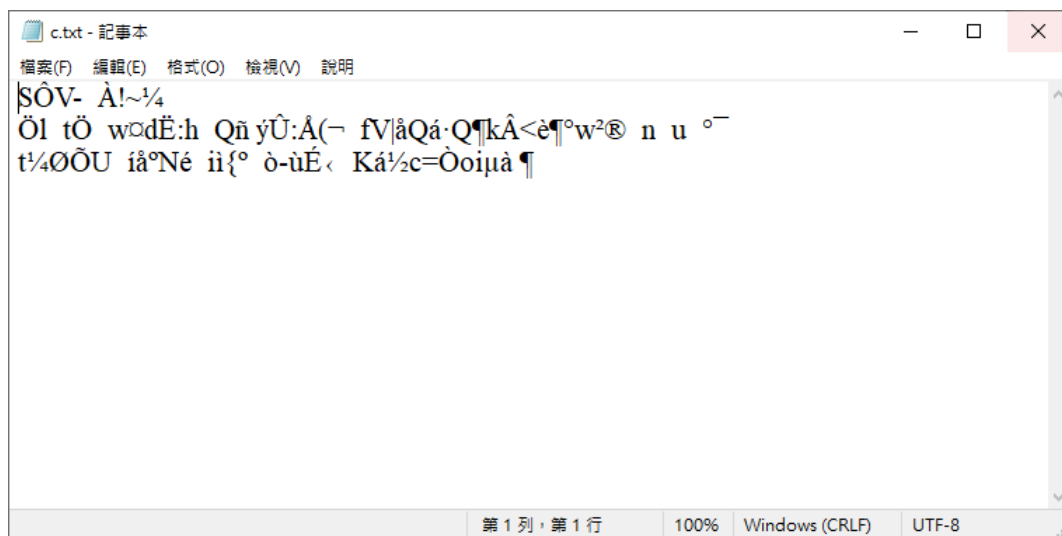 c.txt - 記事本
檔案(F) 編輯(E) 格式(O) 檢視(V) 說明
SÔV- À!~¼
Öl tÖ w¤dË:h Qñ ýÛ:Å(¬ fV|åQá·Q¶kÂ<è¶°w²® n u °¯
t¼ØÕU íåºNé iì{° ò-ùÉ‹ Ká½c=Òoiµà ¶
第 1 列，第 1 行 100% Windows (CRLF) UTF-8